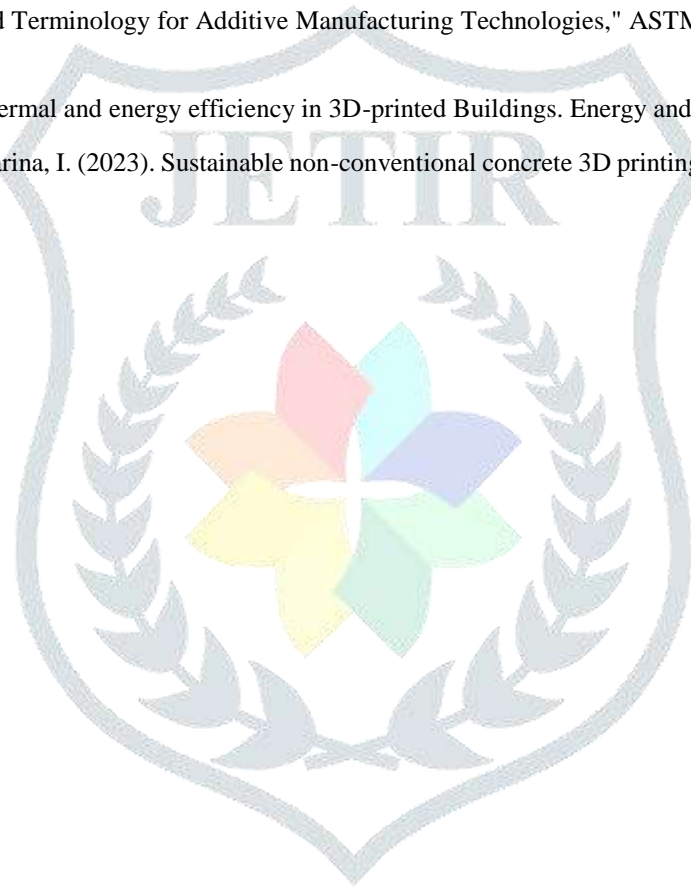 d Terminology for Additive Manufacturing Technologies," ASTM
ermal and energy efficiency in 3D-printed Buildings. Energy and
arina, I. (2023). Sustainable non-conventional concrete 3D printing
JETIR